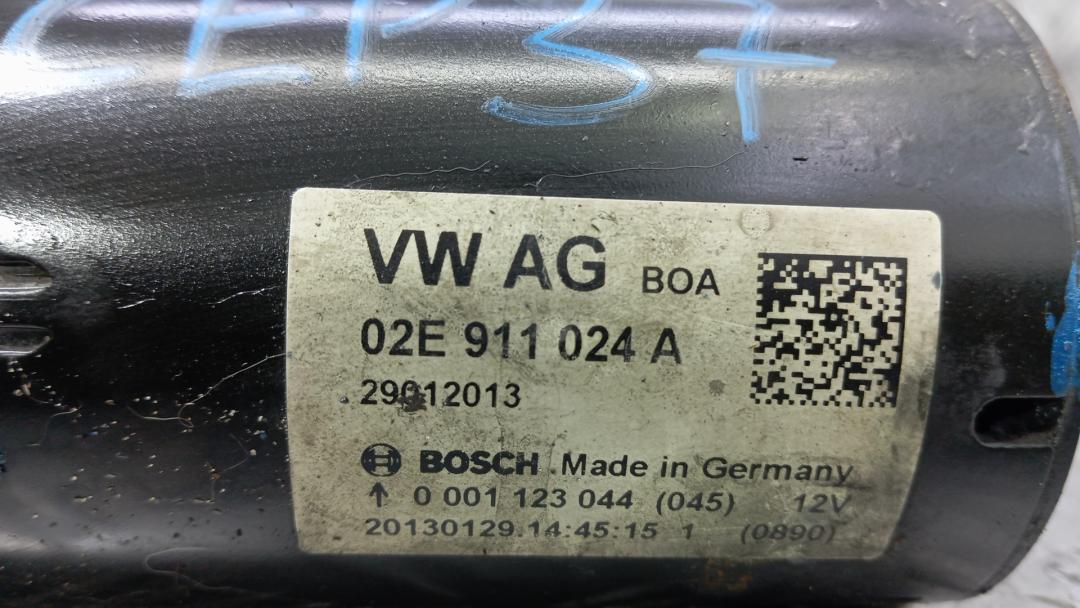 CEP37
VW AG BOA
02E 911 024 A
29012013
BOSCH Made in Germany
↑ 0 001 123 044 (045) 12V
20130129.14:45:15 1 (0890)